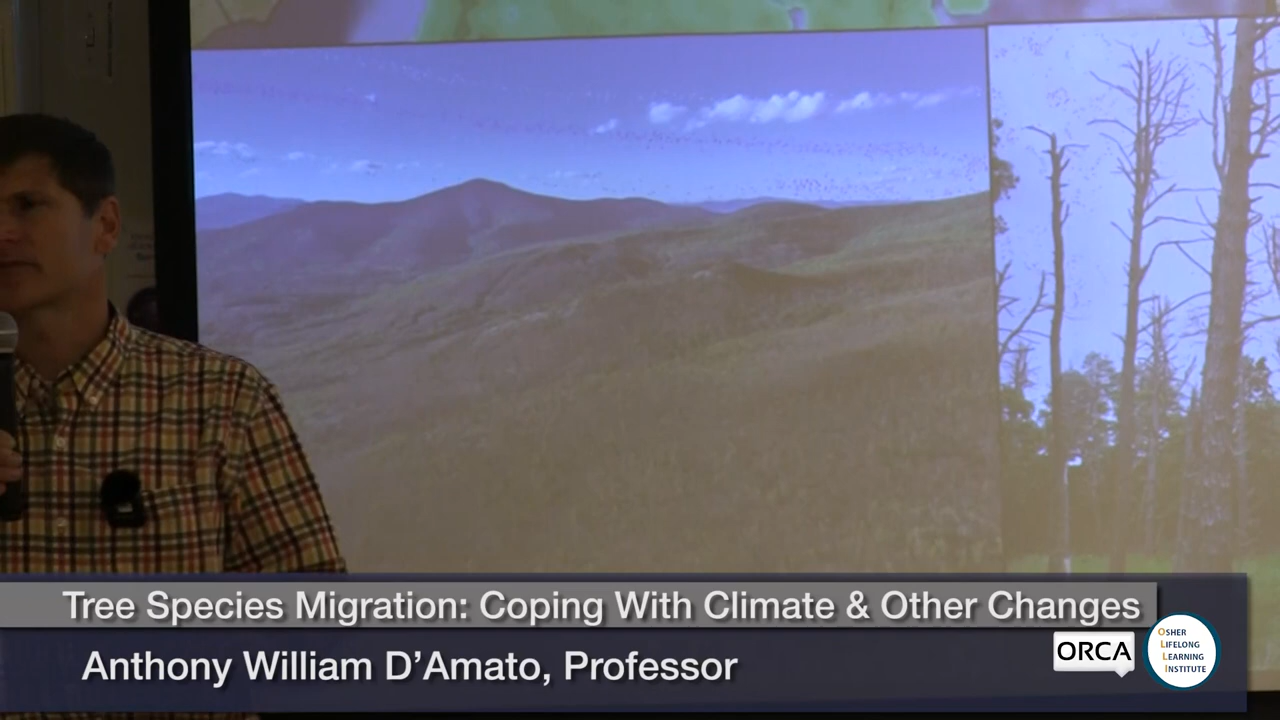 Tree Species Migration: Coping With Climate & Other Changes
Anthony William D’Amato, Professor
ORCA
OSHER
LIFELONG
LEARNING
INSTITUTE